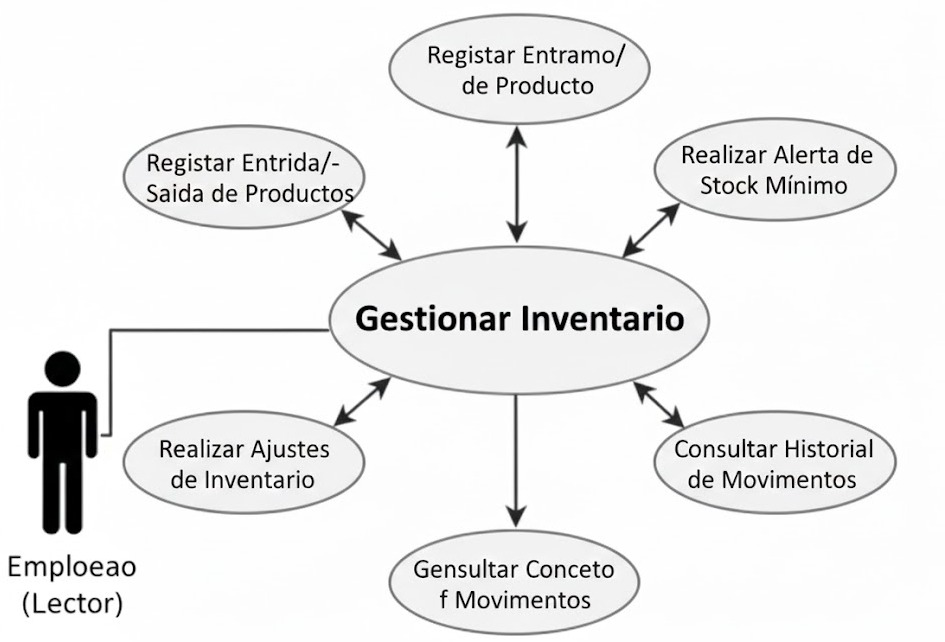 Registar Entramo/
de Producto
Registar Entrida/-
Saida de Productos
Realizar Alerta de
Stock Mínimo
Gestionar Inventario
Realizar Ajustes
de Inventario
Consultar Historial
de Movimentos
Gensultar Conceto
f Movimentos
Emploeao
(Lector)